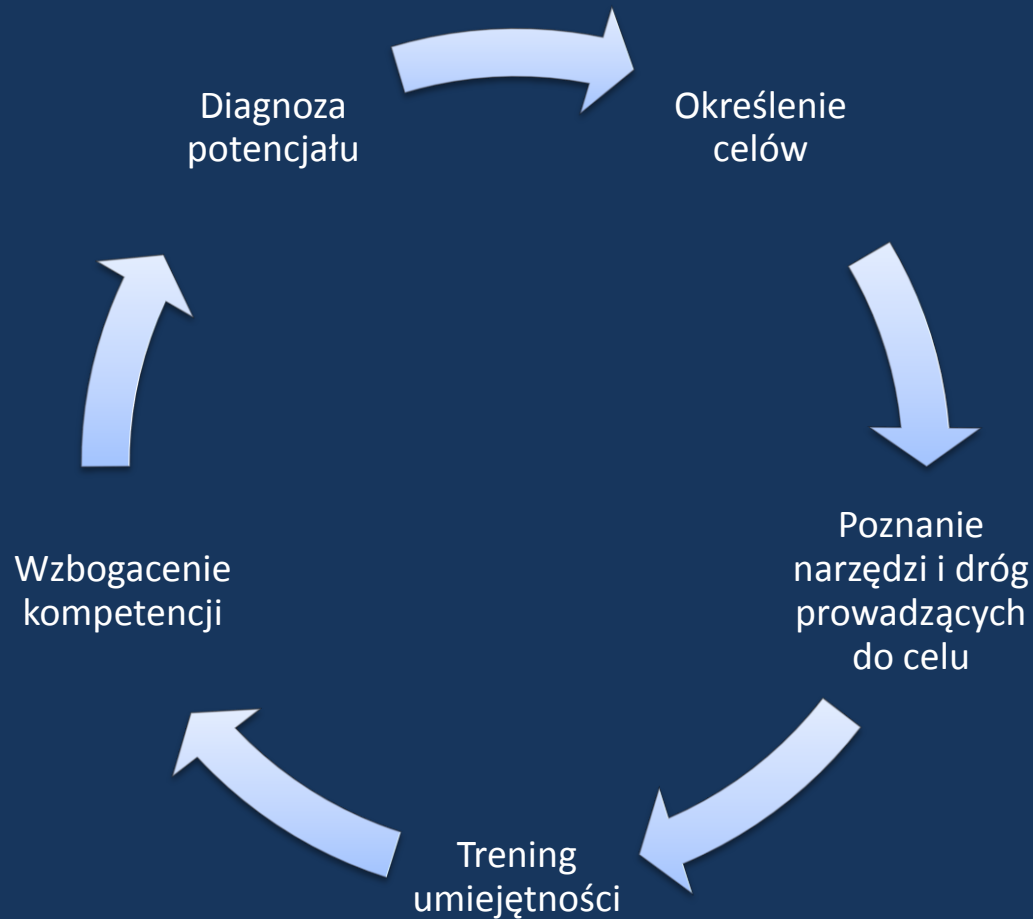 Diagnoza
potencjału
Określenie
celów
Poznanie
narzędzi i dróg
prowadzących
do celu
Trening
umiejętności
Wzbogacenie
kompetencji